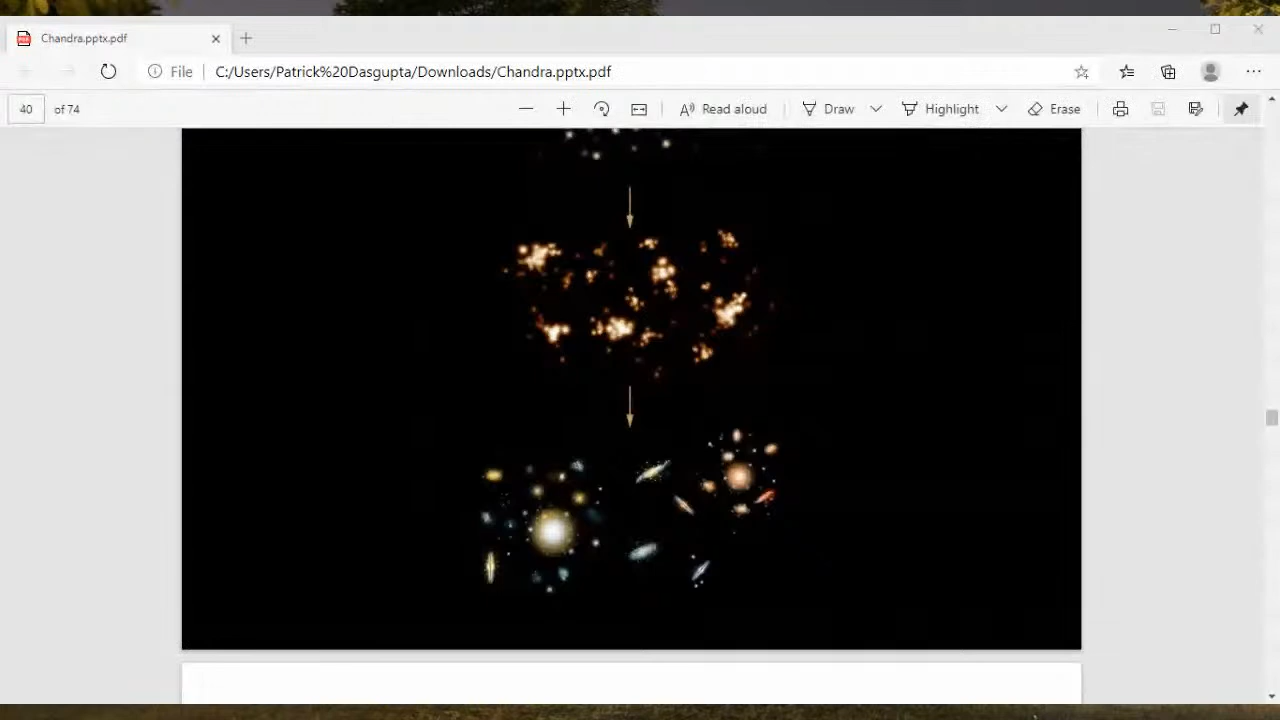 Chandra.pptx.pdf
File
C:/Users/Patrick%20Dasgupta/Downloads/Chandra.pptx.pdf
40 of 74
Read aloud
Draw
Highlight
Erase